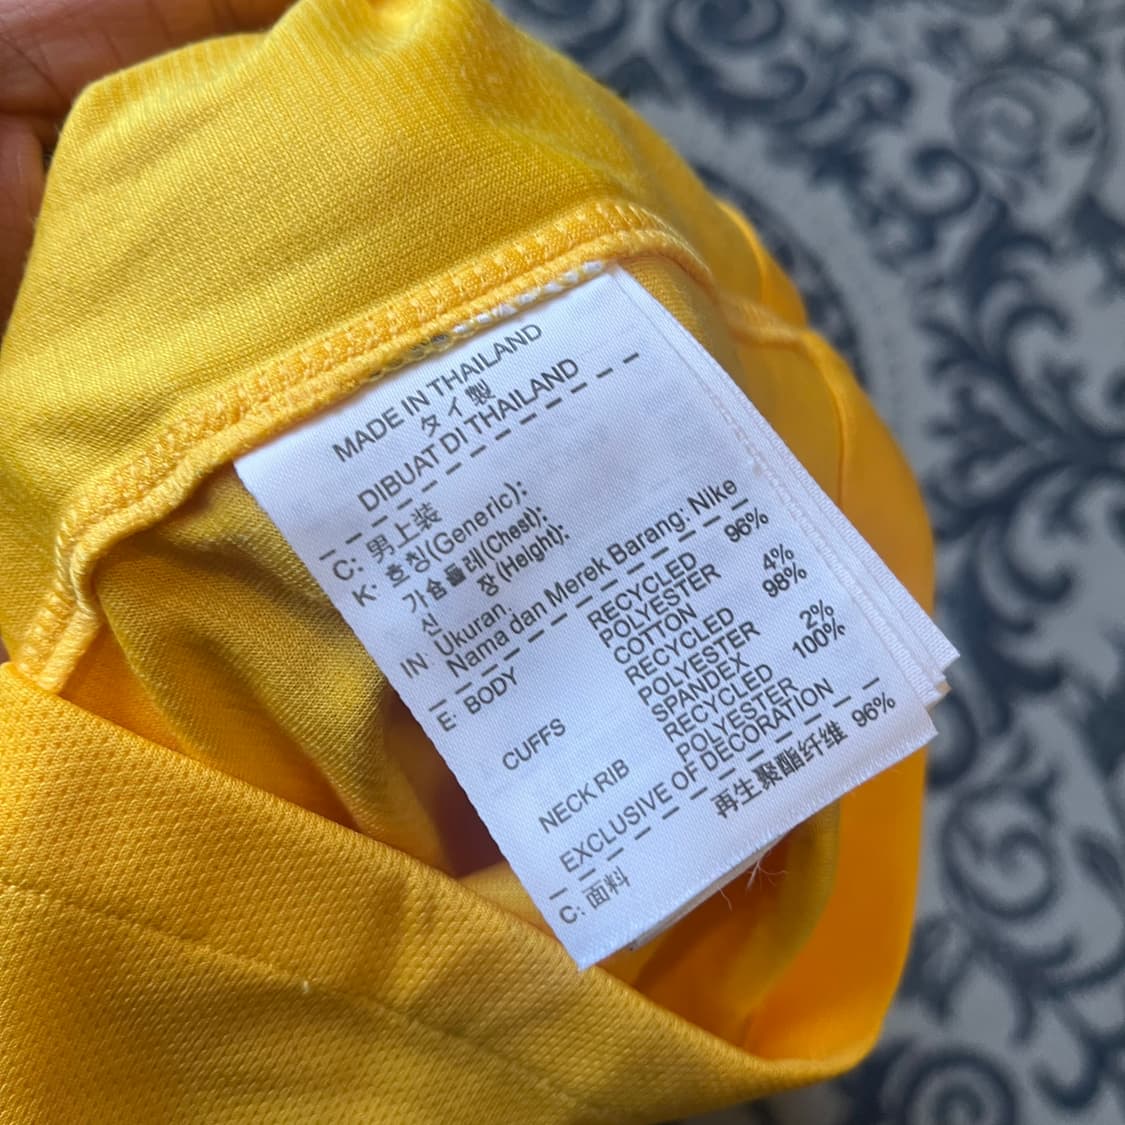 MADE IN THAILAND
タイ製
DIBUAT DI THAILAND
C: 男上装
K: 호칭(Generic):
가슴둘레(Chest):
신 장(Height):
IN: Ukuran:
Nama dan Merek Barang: Nike
E: BODY RECYCLED POLYESTER 96%
COTTON 4%
CUFFS RECYCLED POLYESTER 98%
SPANDEX 2%
NECK RIB RECYCLED POLYESTER 100%
EXCLUSIVE OF DECORATION
C: 面料 再生聚酯纤维 96%